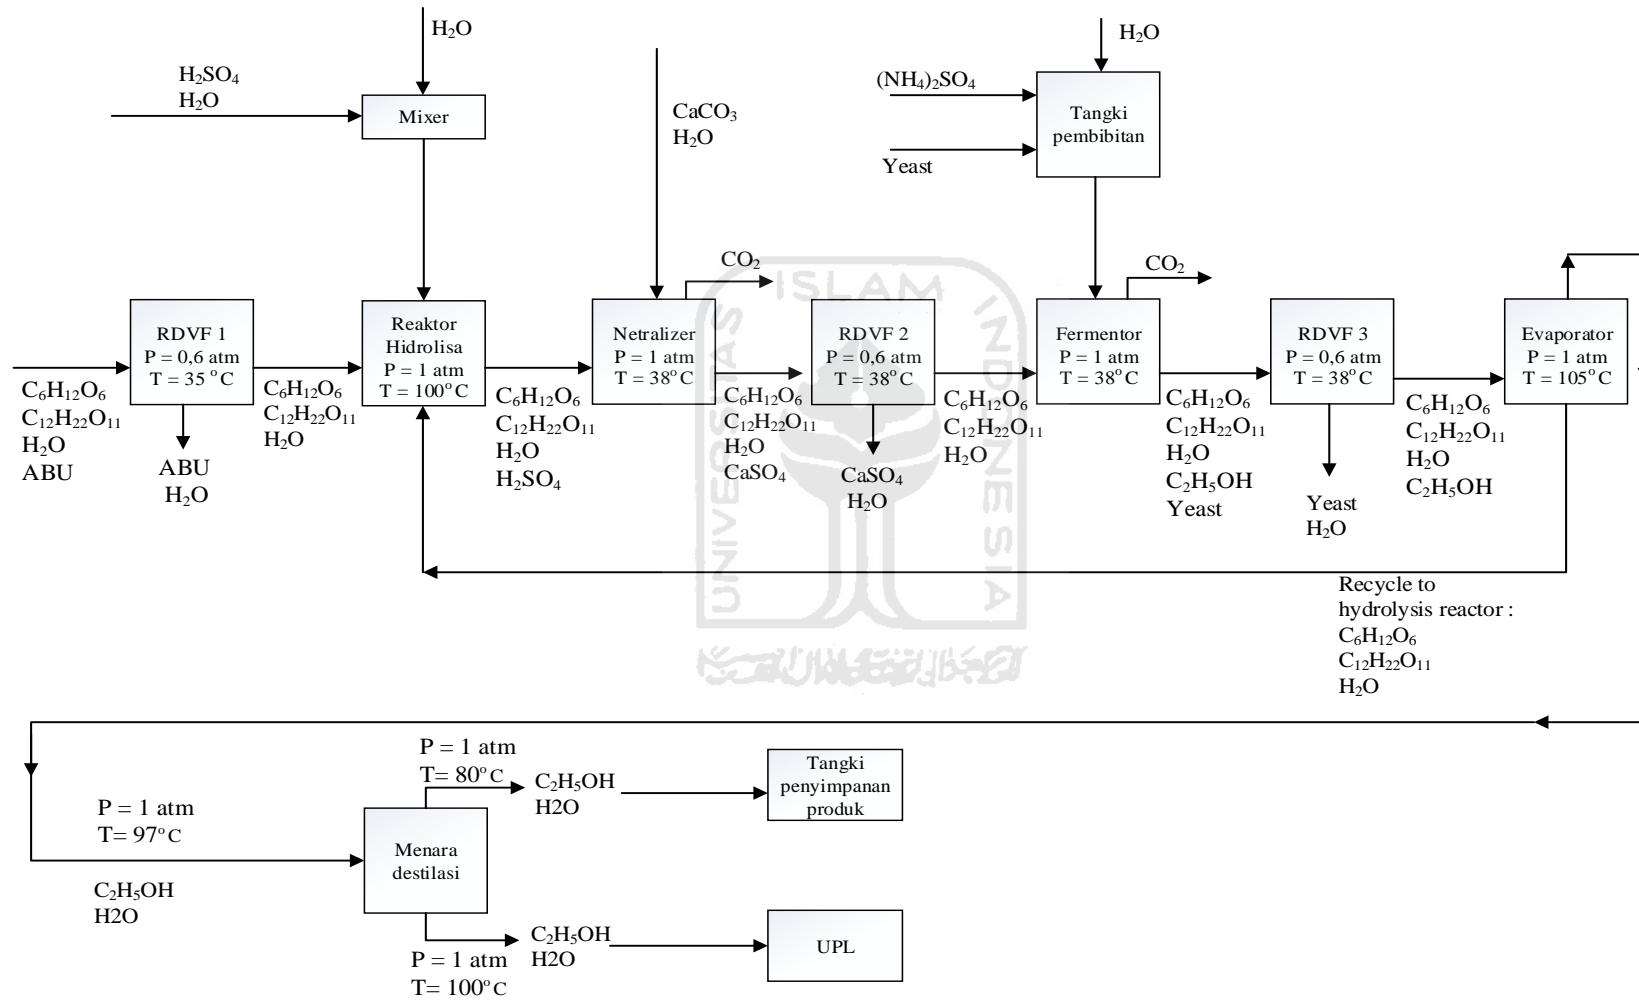 H₂O
H₂SO₄
H₂O
Mixer
CaCO₃
H₂O
H₂O
(NH₄)₂SO₄
Yeast
Tangki
pembibitan
C₆H₁₂O₆
C₁₂H₂₂O₁₁
H₂O
ABU
RDVF 1
P = 0,6 atm
T = 35 °C
ABU
H₂O
C₆H₁₂O₆
C₁₂H₂₂O₁₁
H₂O
Reaktor
Hidrolisa
P = 1 atm
T = 100°C
C₆H₁₂O₆
C₁₂H₂₂O₁₁
H₂O
H₂SO₄
Netralizer
P = 1 atm
T = 38°C
CO₂
C₆H₁₂O₆
C₁₂H₂₂O₁₁
H₂O
CaSO₄
RDVF 2
P = 0,6 atm
T = 38°C
CaSO₄
H₂O
C₆H₁₂O₆
C₁₂H₂₂O₁₁
H₂O
Fermentor
P = 1 atm
T = 38°C
CO₂
C₆H₁₂O₆
C₁₂H₂₂O₁₁
H₂O
C₂H₅OH
Yeast
RDVF 3
P = 0,6 atm
T = 38°C
Yeast
H₂O
C₆H₁₂O₆
C₁₂H₂₂O₁₁
H₂O
C₂H₅OH
Evaporator
P = 1 atm
T = 105°C
Recycle to
hydrolysis reactor :
C₆H₁₂O₆
C₁₂H₂₂O₁₁
H₂O
UNIVERSITAS
ISLAM
INDONESIA
P = 1 atm
T= 97°C
C₂H₅OH
H2O
Menara
destilasi
P = 1 atm
T= 80°C
C₂H₅OH
H2O
Tangki
penyimpanan
produk
P = 1 atm
T= 100°C
C₂H₅OH
H2O
UPL